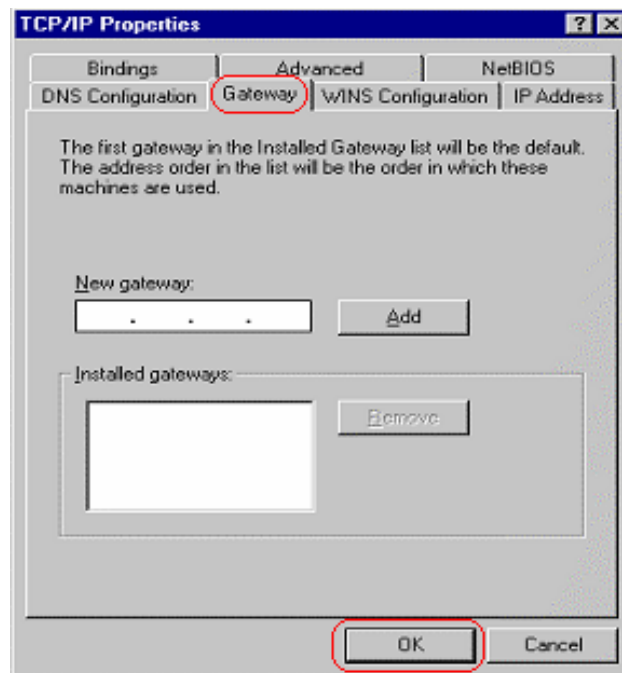 TCP/IP Properties
? X
Bindings Advanced NetBIOS
DNS Configuration Gateway WINS Configuration IP Address
The first gateway in the Installed Gateway list will be the default.
The address order in the list will be the order in which these
machines are used.
New gateway:
. . .
Add
Installed gateways:
Remove
OK Cancel